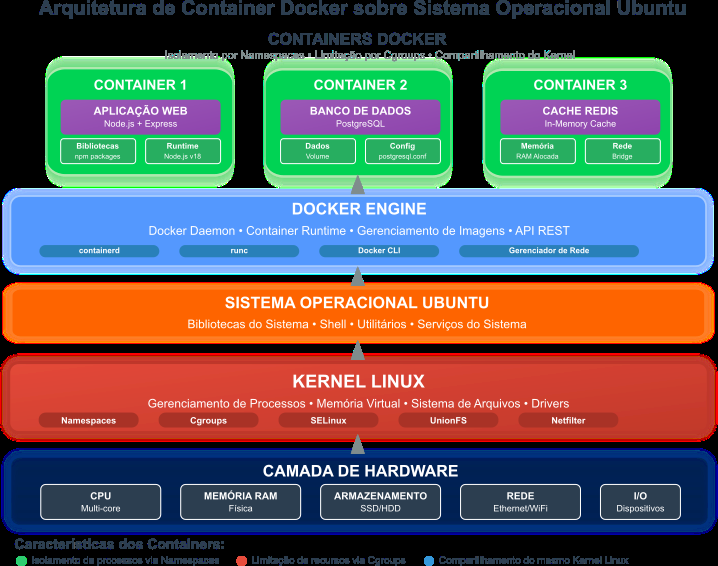 Arquitetura de Container Docker sobre Sistema Operacional Ubuntu
CONTAINERS DOCKER
Isolamento por Namespaces • Limitação por Cgroups • Compartilhamento do Kernel
CONTAINER 1
APLICAÇÃO WEB
Node.js + Express
Bibliotecas
npm packages
Runtime
Node.js v18
CONTAINER 2
BANCO DE DADOS
PostgreSQL
Dados
Volume
Config
postgresql.conf
CONTAINER 3
CACHE REDIS
In-Memory Cache
Memória
RAM Alocada
Rede
Bridge
DOCKER ENGINE
Docker Daemon • Container Runtime • Gerenciamento de Imagens • API REST
containerd
runc
Docker CLI
Gerenciador de Rede
SISTEMA OPERACIONAL UBUNTU
Bibliotecas do Sistema • Shell • Utilitários • Serviços do Sistema
KERNEL LINUX
Gerenciamento de Processos • Memória Virtual • Sistema de Arquivos • Drivers
Namespaces
Cgroups
SELinux
UnionFS
Netfilter
CAMADA DE HARDWARE
CPU
Multi-core
MEMÓRIA RAM
Física
ARMAZENAMENTO
SSD/HDD
REDE
Ethernet/WiFi
I/O
Dispositivos
Características dos Containers:
Isolamento de processos via Namespaces
Limitação de recursos via Cgroups
Compartilhamento do mesmo Kernel Linux